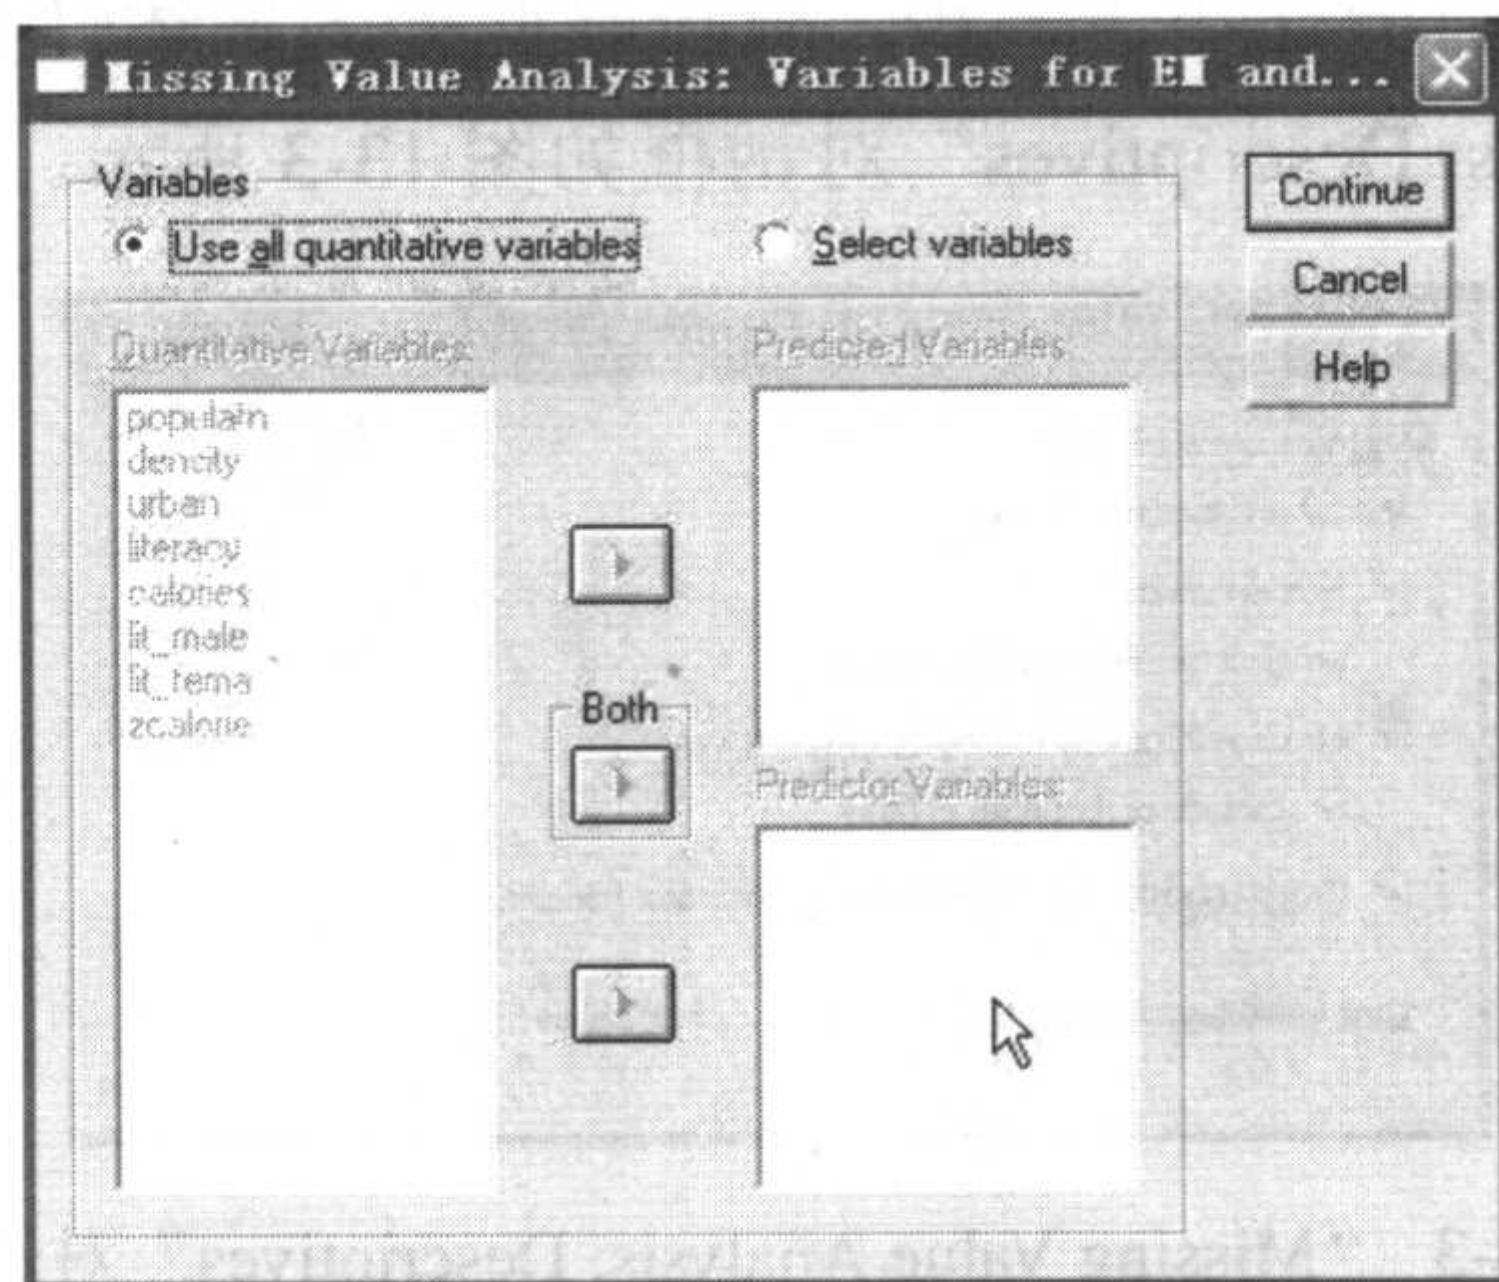 Missing Value Analysis: Variables for EM and...
Variables
Use all quantitative variables
Select variables
Continue
Cancel
Help
Quantitative Variables:
Predicted Variables
populatn
dencity
urban
literacy
calories
lit_male
lit_fema
zcalorie
Both
Predictor Variables: